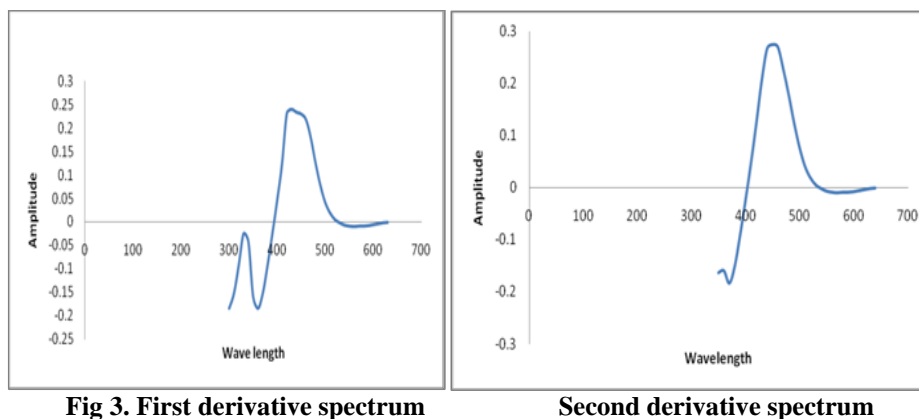 0.3
0.25
0.2
0.15
0.1
0.05
0
-0.05
-0.1
-0.15
-0.2
-0.25
Amplitude
0 100 200 300 400 500 600 700
Wave length
0.3
0.2
0.1
0
-0.1
-0.2
-0.3
Amplitude
0 100 200 300 400 500 600 700
Wavelength
Fig 3. First derivative spectrum Second derivative spectrum